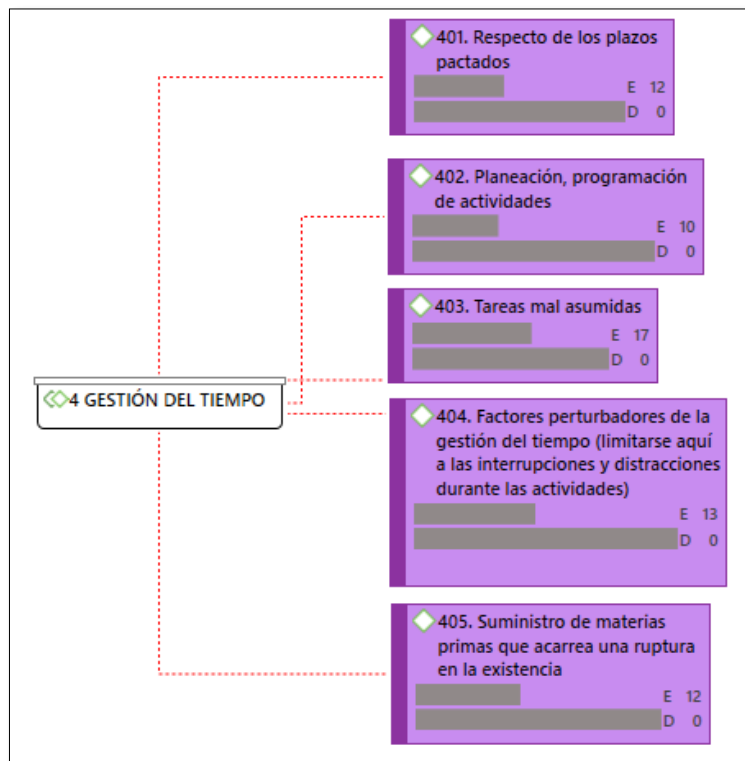 401. Respecto de los plazos
pactados
E 12
D 0
402. Planeación, programación
de actividades
E 10
D 0
403. Tareas mal asumidas
E 17
D 0
4 GESTIÓN DEL TIEMPO
404. Factores perturbadores de la
gestión del tiempo (limitarse aquí
a las interrupciones y distracciones
durante las actividades)
E 13
D 0
405. Suministro de materias
primas que acarrea una ruptura
en la existencia
E 12
D 0